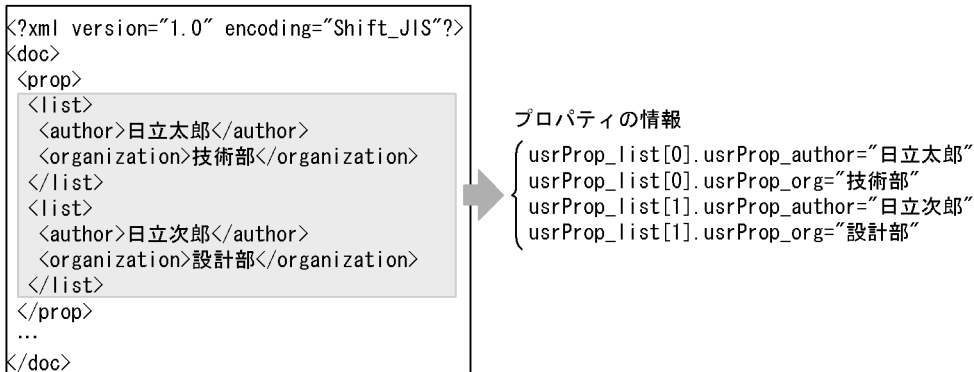 <?xml version="1.0" encoding="Shift_JIS"?>
<doc>
<prop>
<list>
<author>日立太郎</author>
<organization>技術部</organization>
</list>
<list>
<author>日立次郎</author>
<organization>設計部</organization>
</list>
</prop>
…
</doc>
プロパティの情報
usrProp_list[0].usrProp_author="日立太郎"
usrProp_list[0].usrProp_org="技術部"
usrProp_list[1].usrProp_author="日立次郎"
usrProp_list[1].usrProp_org="設計部"